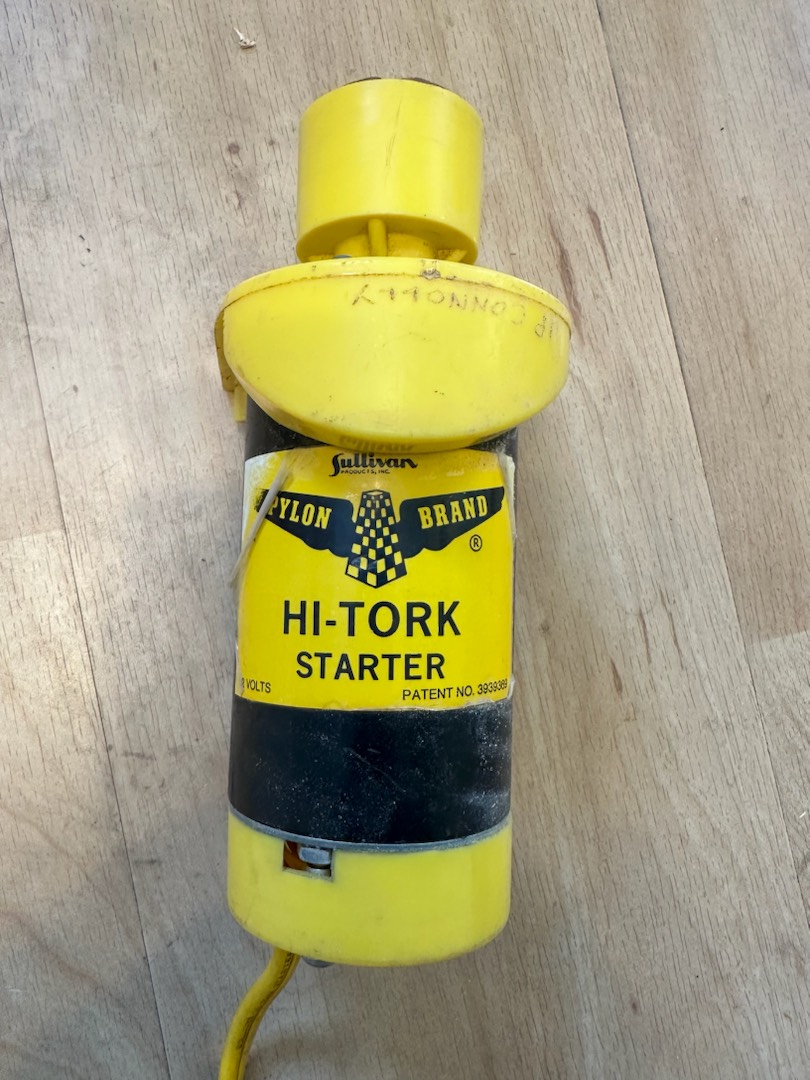 CONNOLLY
Sullivan
PRODUCTS, INC.
PYLON BRAND
®
HI-TORK
STARTER
VOLTS PATENT NO. 3939369